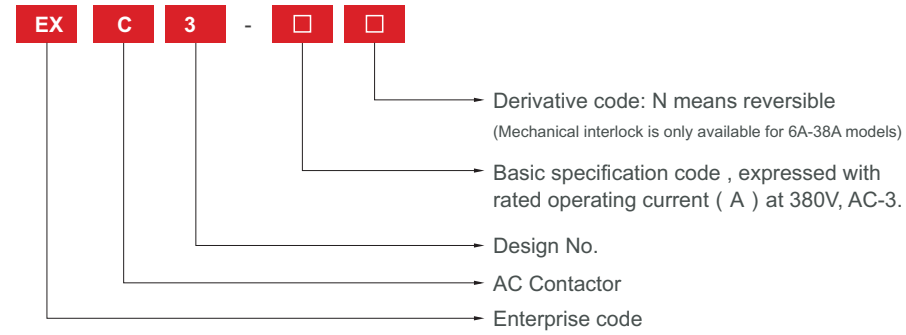 EX C 3 - □ □
Derivative code: N means reversible
(Mechanical interlock is only available for 6A-38A models)
Basic specification code , expressed with
rated operating current ( A ) at 380V, AC-3.
Design No.
AC Contactor
Enterprise code